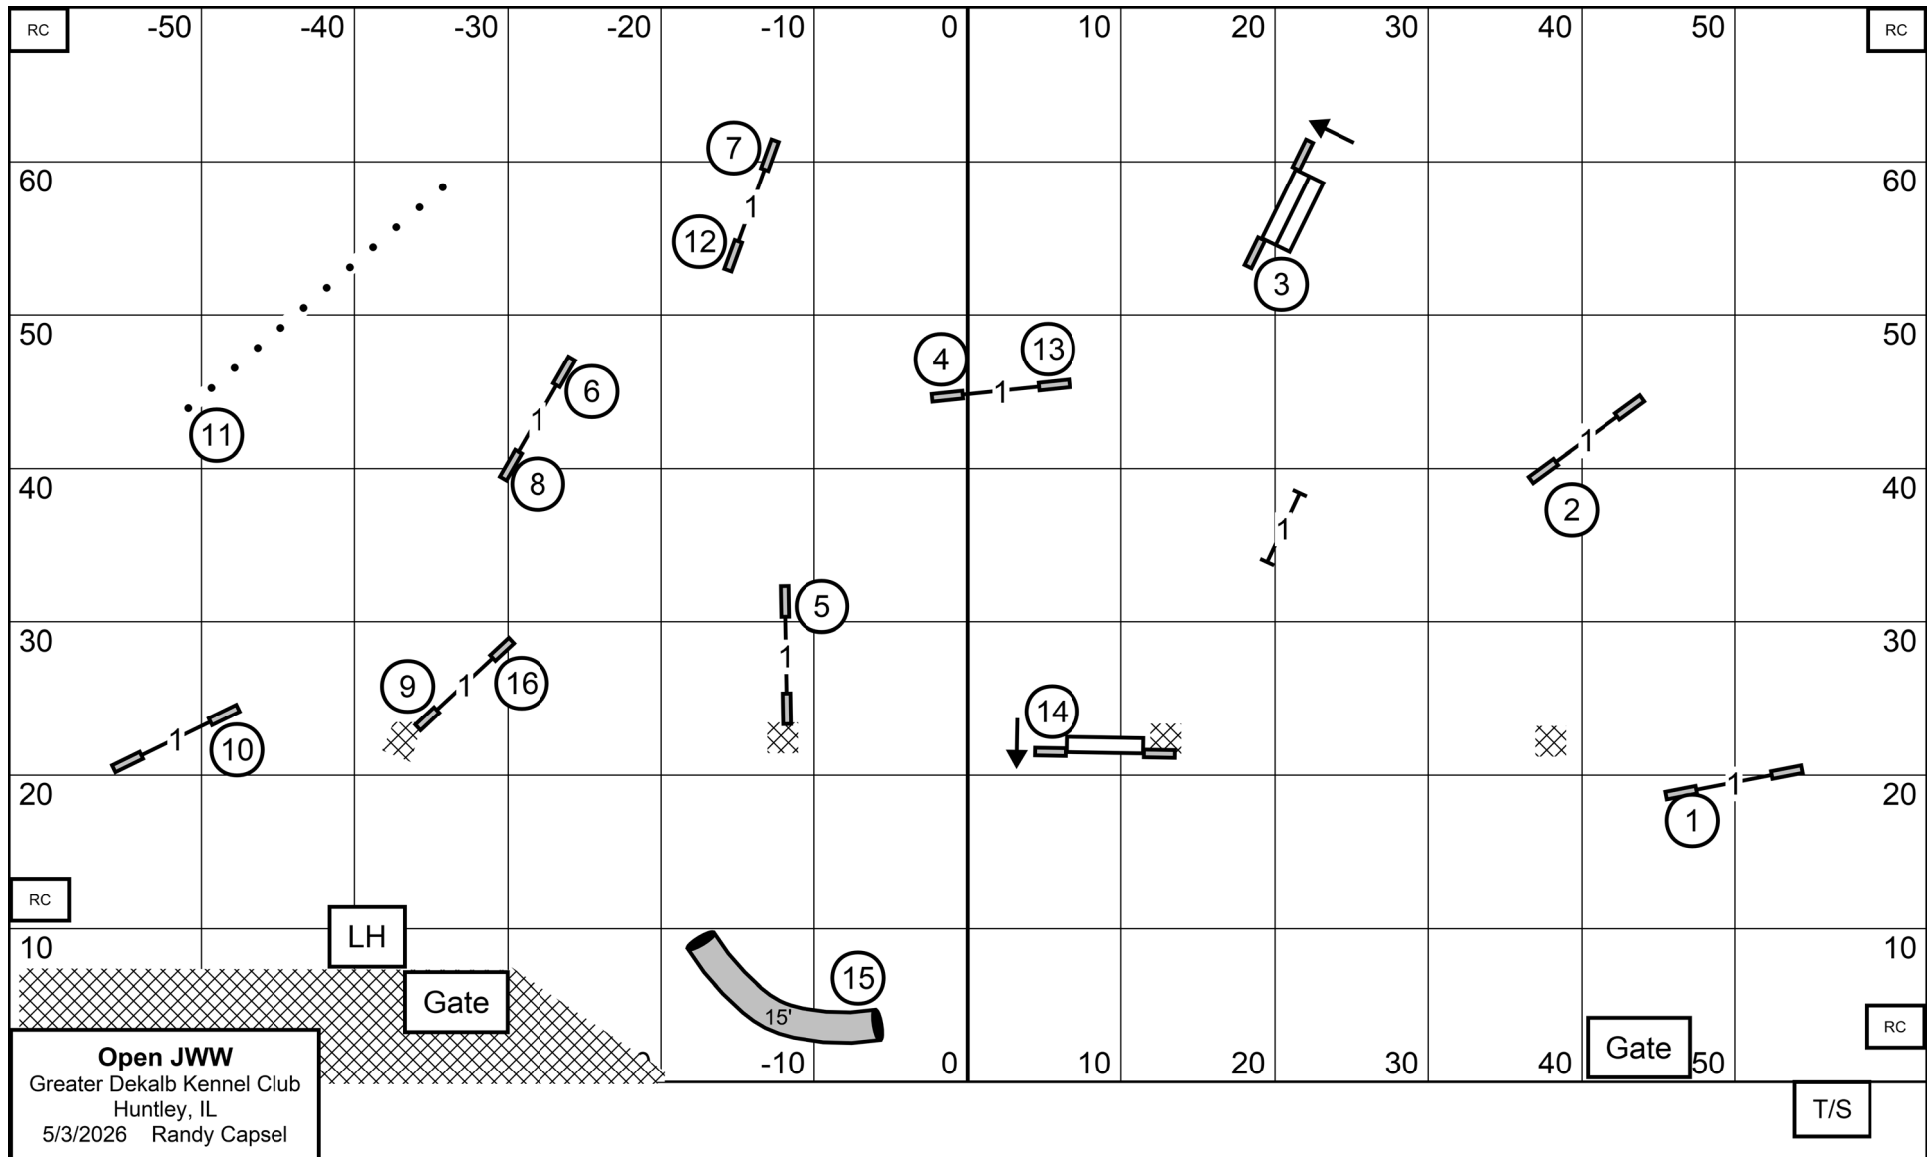 RC -50 -40 -30 -20 -10 0 10 20 30 40 50 RC
7
60 60
1
12
3
50 50
4 13
6 1
11 1 1
8
40 40
2
1
5
30 30
1
9 1 16
14
1 10
20 1 20
1
RC
LH
10 10
15
Gate
15'
RC
Open JWW
Greater Dekalb Kennel Club
Huntley, IL
5/3/2026 Randy Capsel
-10 0 10 20 30 40 Gate 50
T/S